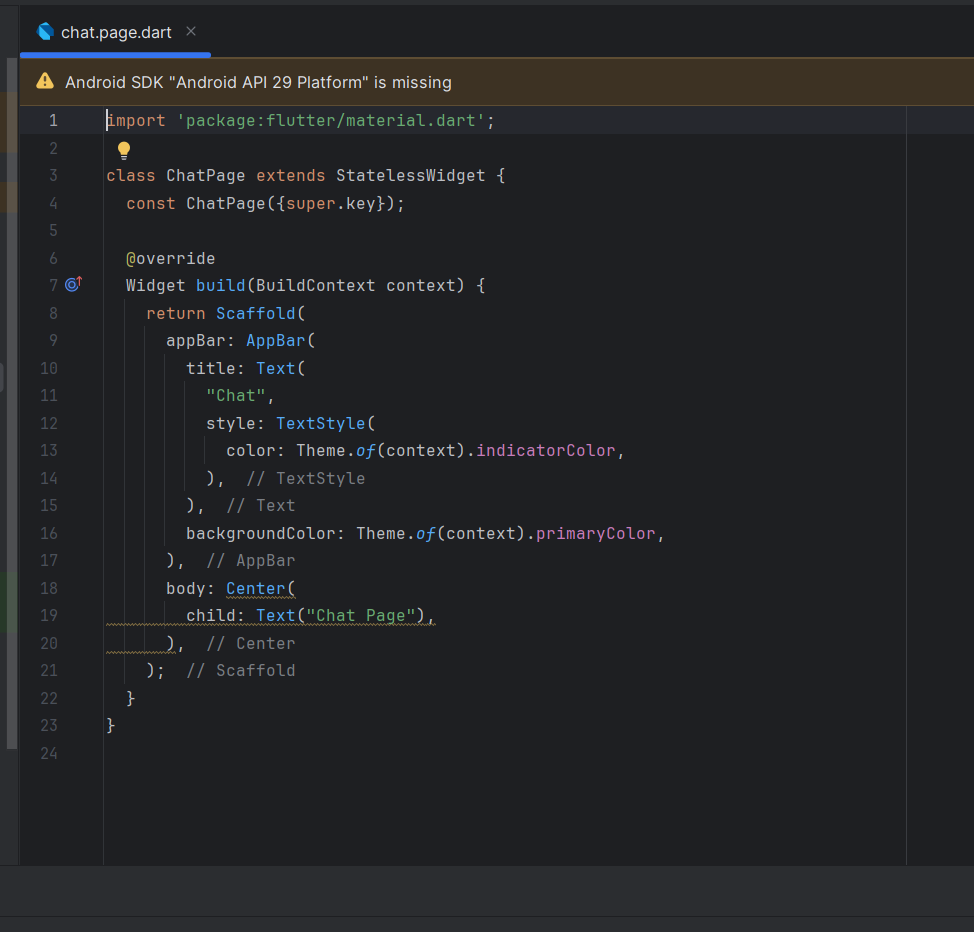 chat.page.dart
Android SDK "Android API 29 Platform" is missing
1 import 'package:flutter/material.dart';
2
3 class ChatPage extends StatelessWidget {
4   const ChatPage({super.key});
5
6   @override
7   Widget build(BuildContext context) {
8     return Scaffold(
9       appBar: AppBar(
10         title: Text(
11           "Chat",
12           style: TextStyle(
13             color: Theme.of(context).indicatorColor,
14           ),  // TextStyle
15         ),  // Text
16         backgroundColor: Theme.of(context).primaryColor,
17       ),  // AppBar
18       body: Center(
19         child: Text("Chat Page"),
20       ),  // Center
21     );  // Scaffold
22   }
23 }
24